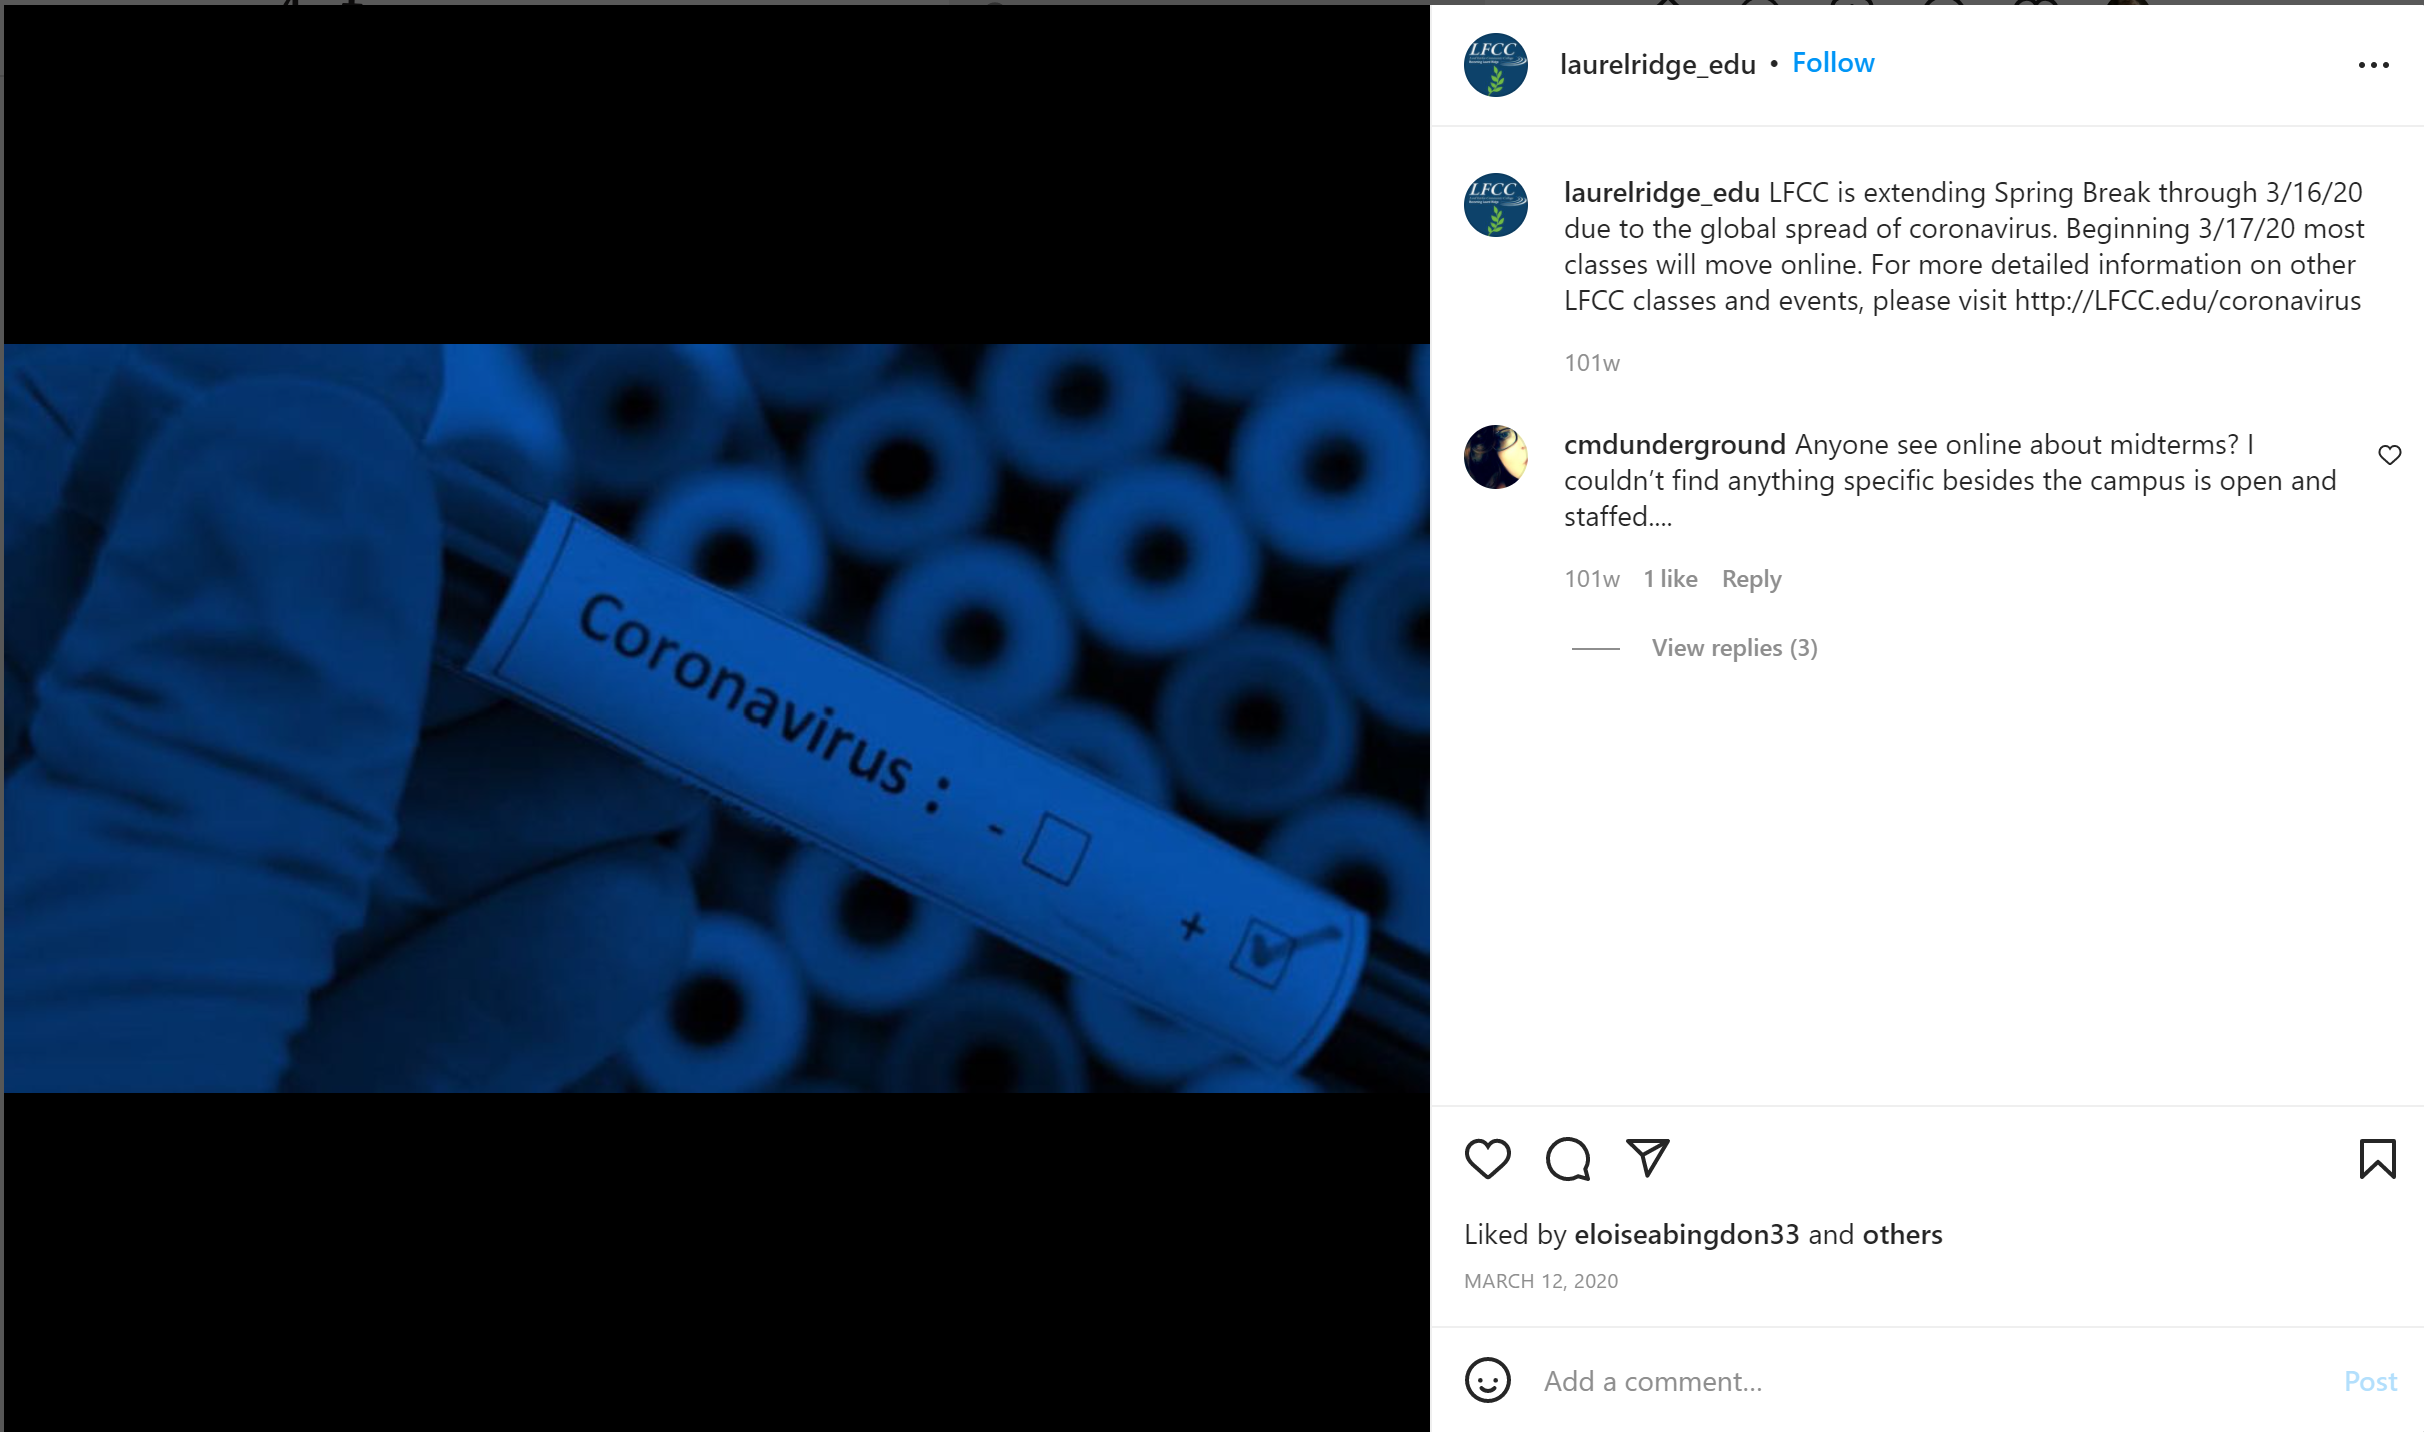 Coronavirus : - +
LFCC
laurelridge_edu • Follow
LFCC
laurelridge_edu LFCC is extending Spring Break through 3/16/20
due to the global spread of coronavirus. Beginning 3/17/20 most
classes will move online. For more detailed information on other
LFCC classes and events, please visit http://LFCC.edu/coronavirus
101w
cmdunderground Anyone see online about midterms? I
couldn’t find anything specific besides the campus is open and
staffed....
101w 1 like Reply
View replies (3)
Liked by eloiseabingdon33 and others
MARCH 12, 2020
Add a comment...
Post